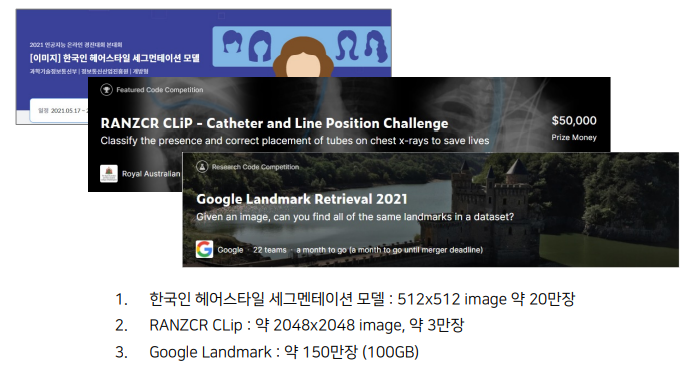 2021 인공지능 온라인 경진대회 본대회
[이미지] 한국인 헤어스타일 세그멘테이션 모델
과학기술정보통신부 | 정보통신산업진흥원 | 개방형
일정 2021.05.17 ~
Featured Code Competition
RANZCR CLiP - Catheter and Line Position Challenge
$50,000
Classify the presence and correct placement of tubes on chest x-rays to save lives
Prize Money
Royal Australian
Research Code Competition
Google Landmark Retrieval 2021
Given an image, can you find all of the same landmarks in a dataset?
Google · 22 teams · a month to go (a month to go until merger deadline)
1. 한국인 헤어스타일 세그멘테이션 모델 : 512x512 image 약 20만장
2. RANZCR CLip : 약 2048x2048 image, 약 3만장
3. Google Landmark : 약 150만장 (100GB)